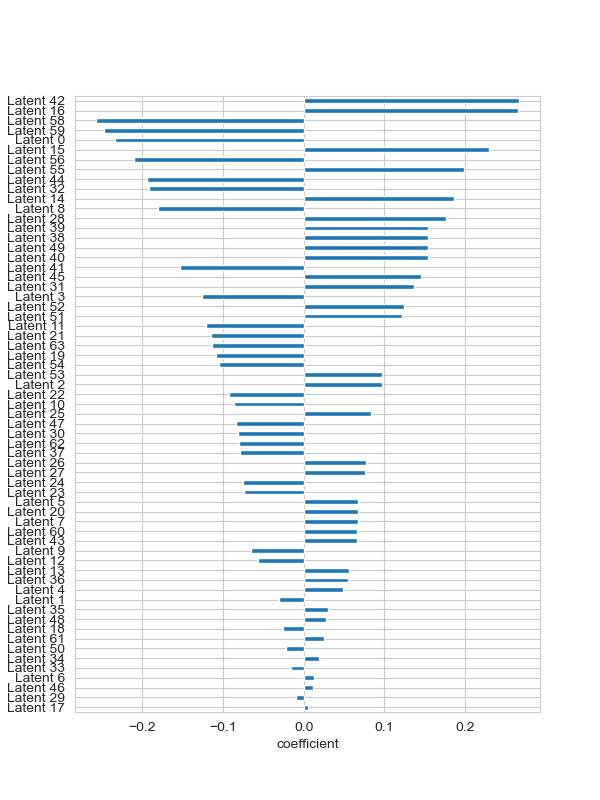 Latent 42
Latent 16
Latent 58
Latent 59
Latent 0
Latent 15
Latent 56
Latent 55
Latent 44
Latent 32
Latent 14
Latent 8
Latent 28
Latent 39
Latent 38
Latent 49
Latent 40
Latent 41
Latent 45
Latent 31
Latent 3
Latent 52
Latent 51
Latent 11
Latent 21
Latent 63
Latent 19
Latent 54
Latent 53
Latent 2
Latent 22
Latent 10
Latent 25
Latent 47
Latent 30
Latent 62
Latent 37
Latent 26
Latent 27
Latent 24
Latent 23
Latent 5
Latent 20
Latent 7
Latent 60
Latent 43
Latent 9
Latent 12
Latent 13
Latent 36
Latent 4
Latent 1
Latent 35
Latent 48
Latent 18
Latent 61
Latent 50
Latent 34
Latent 33
Latent 6
Latent 46
Latent 29
Latent 17
−0.2 −0.1 0.0 0.1 0.2
coefficient